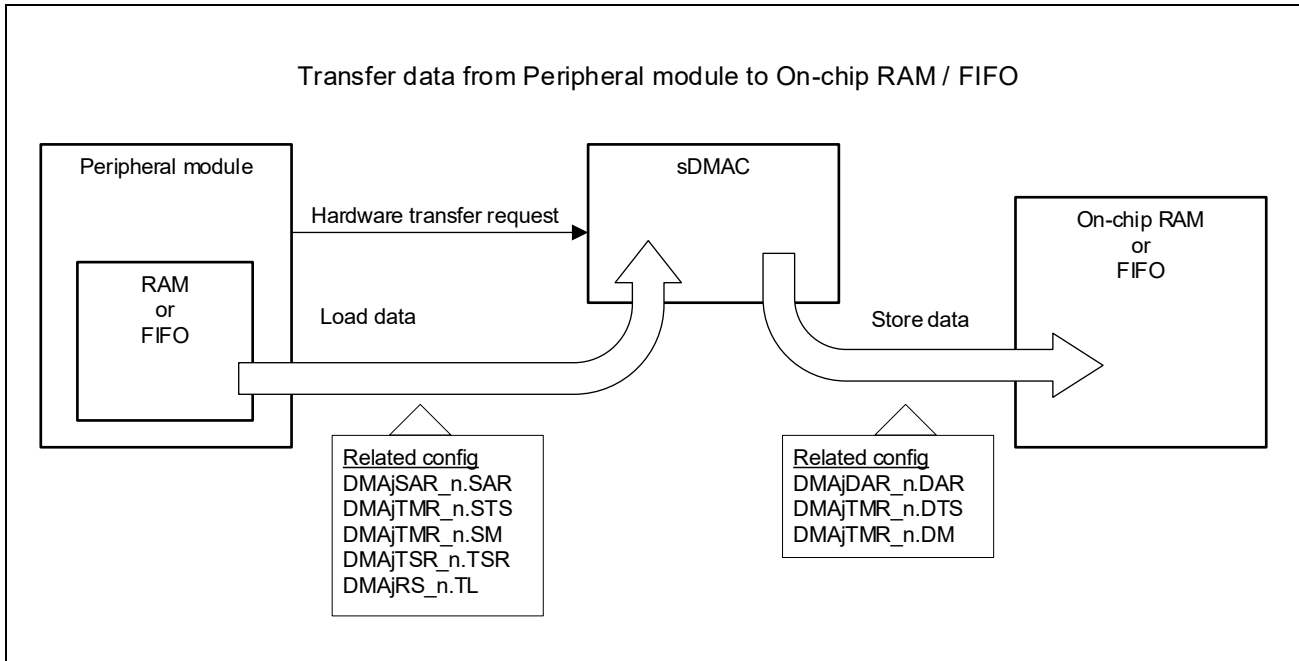 Transfer data from Peripheral module to On-chip RAM / FIFO
Peripheral module
RAM
or
FIFO
Hardware transfer request
Load data
sDMAC
Store data
On-chip RAM
or
FIFO
Related config
DMAjSAR_n.SAR
DMAjTMR_n.STS
DMAjTMR_n.SM
DMAjTSR_n.TSR
DMAjRS_n.TL
Related config
DMAjDAR_n.DAR
DMAjTMR_n.DTS
DMAjTMR_n.DM